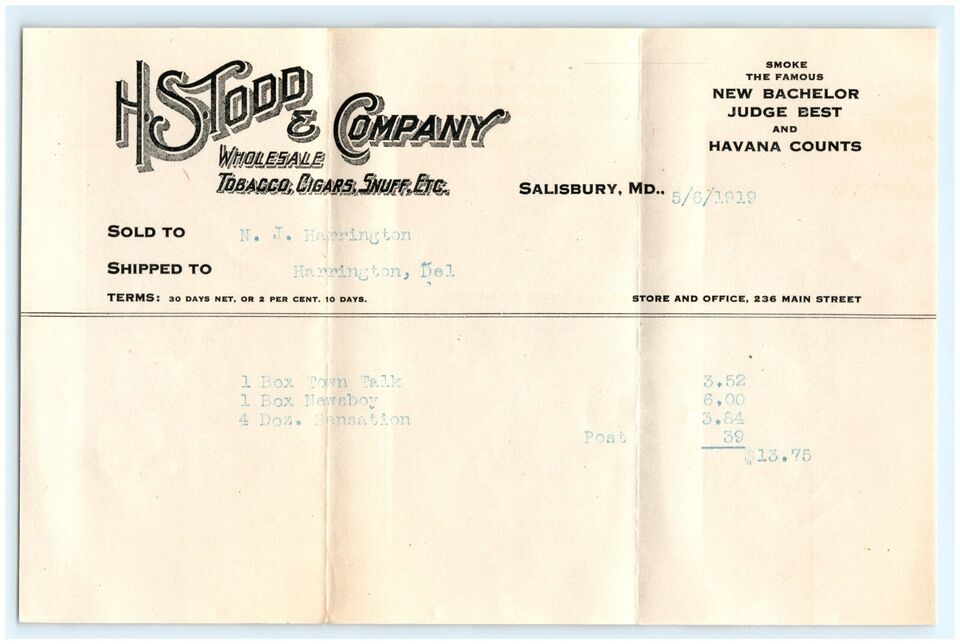 H.S. TODD
& COMPANY
WHOLESALE
TOBACCO, CIGARS, SNUFF, ETC.
SMOKE
THE FAMOUS
NEW BACHELOR
JUDGE BEST
AND
HAVANA COUNTS
SALISBURY, MD., 5/6/1919
SOLD TO N. J. Harrington
SHIPPED TO Harrington, Del
TERMS: 30 DAYS NET, OR 2 PER CENT. 10 DAYS. STORE AND OFFICE, 236 MAIN STREET
1 Box Town Talk 3.52
1 Box Newsboy 6.00
4 Doz. Sensation 3.84
Post 39
$13.75